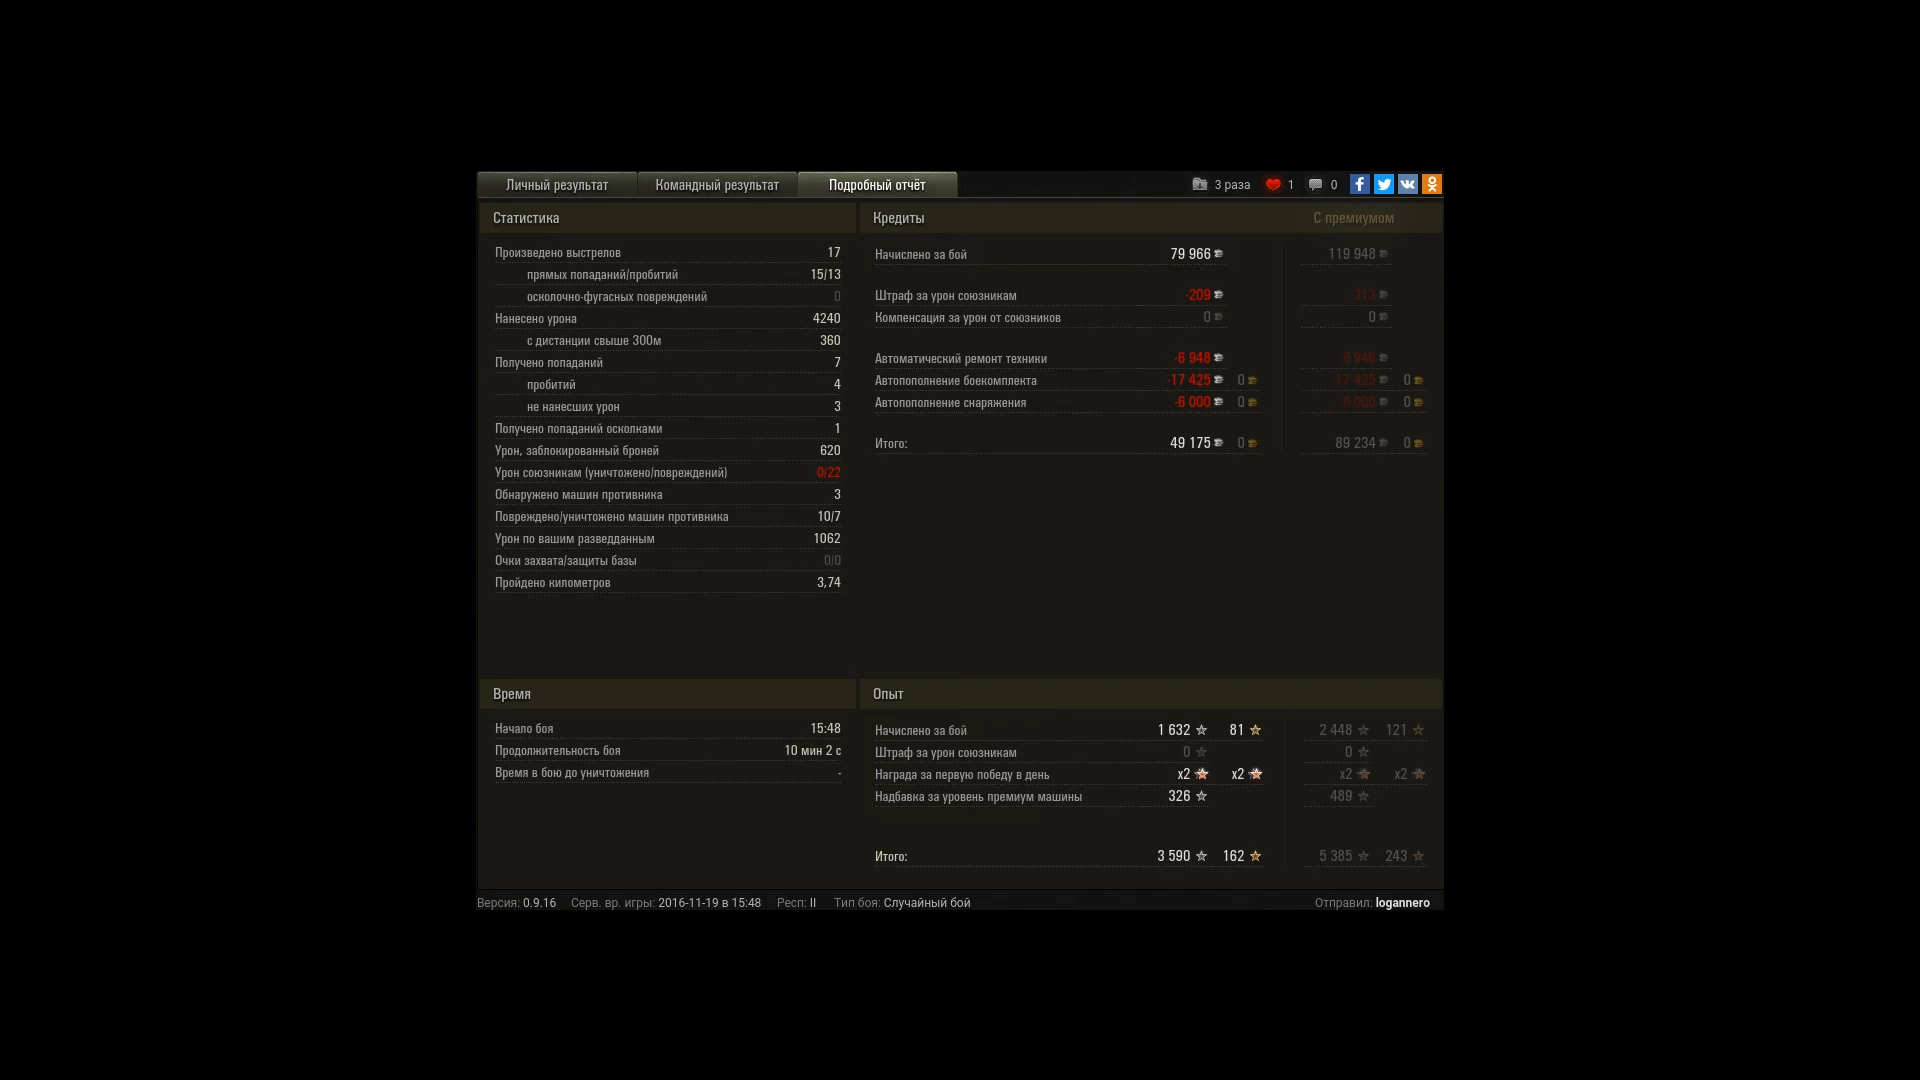 Личный результат Командный результат Подробный отчёт 3 раза 1 0
Статистика
Произведено выстрелов 17
прямых попаданий/пробитий 15/13
осколочно-фугасных повреждений 0
Нанесено урона 4240
с дистанции свыше 300м 360
Получено попаданий 7
пробитий 4
не нанесших урон 3
Получено попаданий осколками 1
Урон, заблокированный броней 620
Урон союзникам (уничтожено/повреждений) 0/22
Обнаружено машин противника 3
Повреждено/уничтожено машин противника 10/7
Урон по вашим разведданным 1062
Очки захвата/защиты базы 0/0
Пройдено километров 3,74
Кредиты С премиумом
Начислено за бой 79 966 119 948
Штраф за урон союзникам -209 -313
Компенсация за урон от союзников 0 0
Автоматический ремонт техники -6 948 -6 948
Автопополнение боекомплекта -17 425 0 -17 425 0
Автопополнение снаряжения -6 000 0 -6 000 0
Итого: 49 175 0 89 234 0
Время
Начало боя 15:48
Продолжительность боя 10 мин 2 с
Время в бою до уничтожения -
Опыт
Начислено за бой 1 632 81 2 448 121
Штраф за урон союзникам 0 0
Награда за первую победу в день x2 x2 x2 x2
Надбавка за уровень премиум машины 326 489
Итого: 3 590 162 5 385 243
Версия: 0.9.16 Серв. вр. игры: 2016-11-19 в 15:48 Респ: II Тип боя: Случайный бой Отправил: logannero